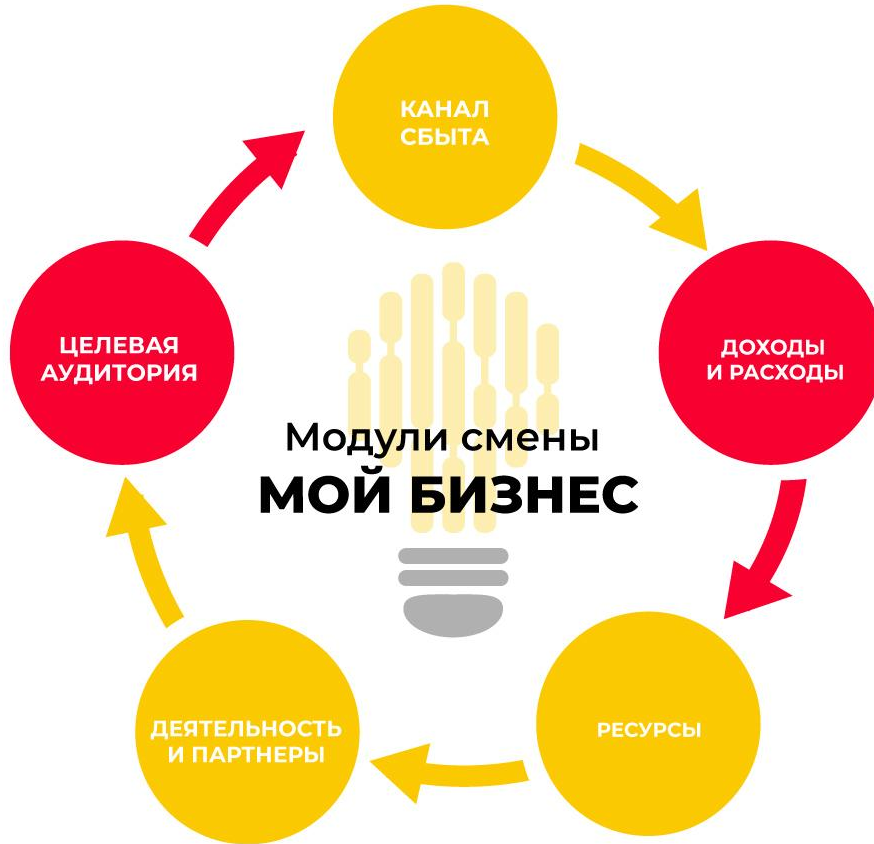 КАНАЛ
СБЫТА
ЦЕЛЕВАЯ
АУДИТОРИЯ
ДОХОДЫ
И РАСХОДЫ
Модули смены
МОЙ БИЗНЕС
ДЕЯТЕЛЬНОСТЬ
И ПАРТНЕРЫ
РЕСУРСЫ